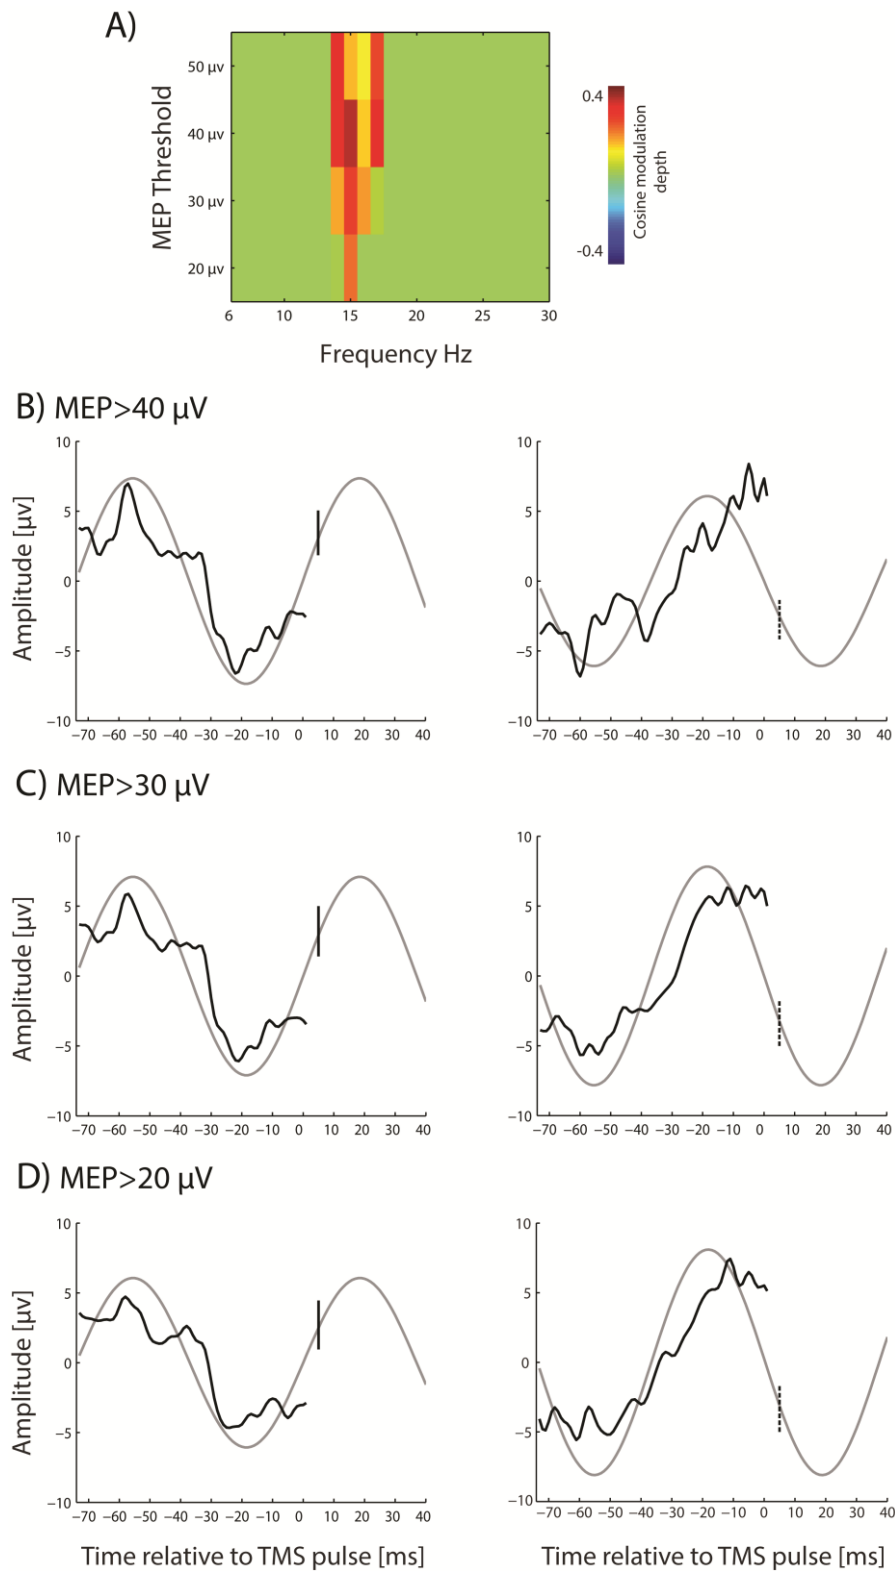 A)
MEP Threshold
50 μv
40 μv
30 μv
20 μv
6 10 15 20 25 30
Frequency Hz
0.4
-0.4
Cosine modulation
depth
B) MEP>40 μV
Amplitude [μv]
10
5
0
−5
−10
−70 −60 −50 −40 −30 −20 −10 0 10 20 30 40
10
5
0
−5
−10
−70 −60 −50 −40 −30 −20 −10 0 10 20 30 40
C) MEP>30 μV
Amplitude [μv]
10
5
0
−5
−10
−70 −60 −50 −40 −30 −20 −10 0 10 20 30 40
10
5
0
−5
−10
−70 −60 −50 −40 −30 −20 −10 0 10 20 30 40
D) MEP>20 μV
Amplitude [μv]
10
5
0
−5
−10
−70 −60 −50 −40 −30 −20 −10 0 10 20 30 40
Time relative to TMS pulse [ms]
10
5
0
−5
−10
−70 −60 −50 −40 −30 −20 −10 0 10 20 30 40
Time relative to TMS pulse [ms]